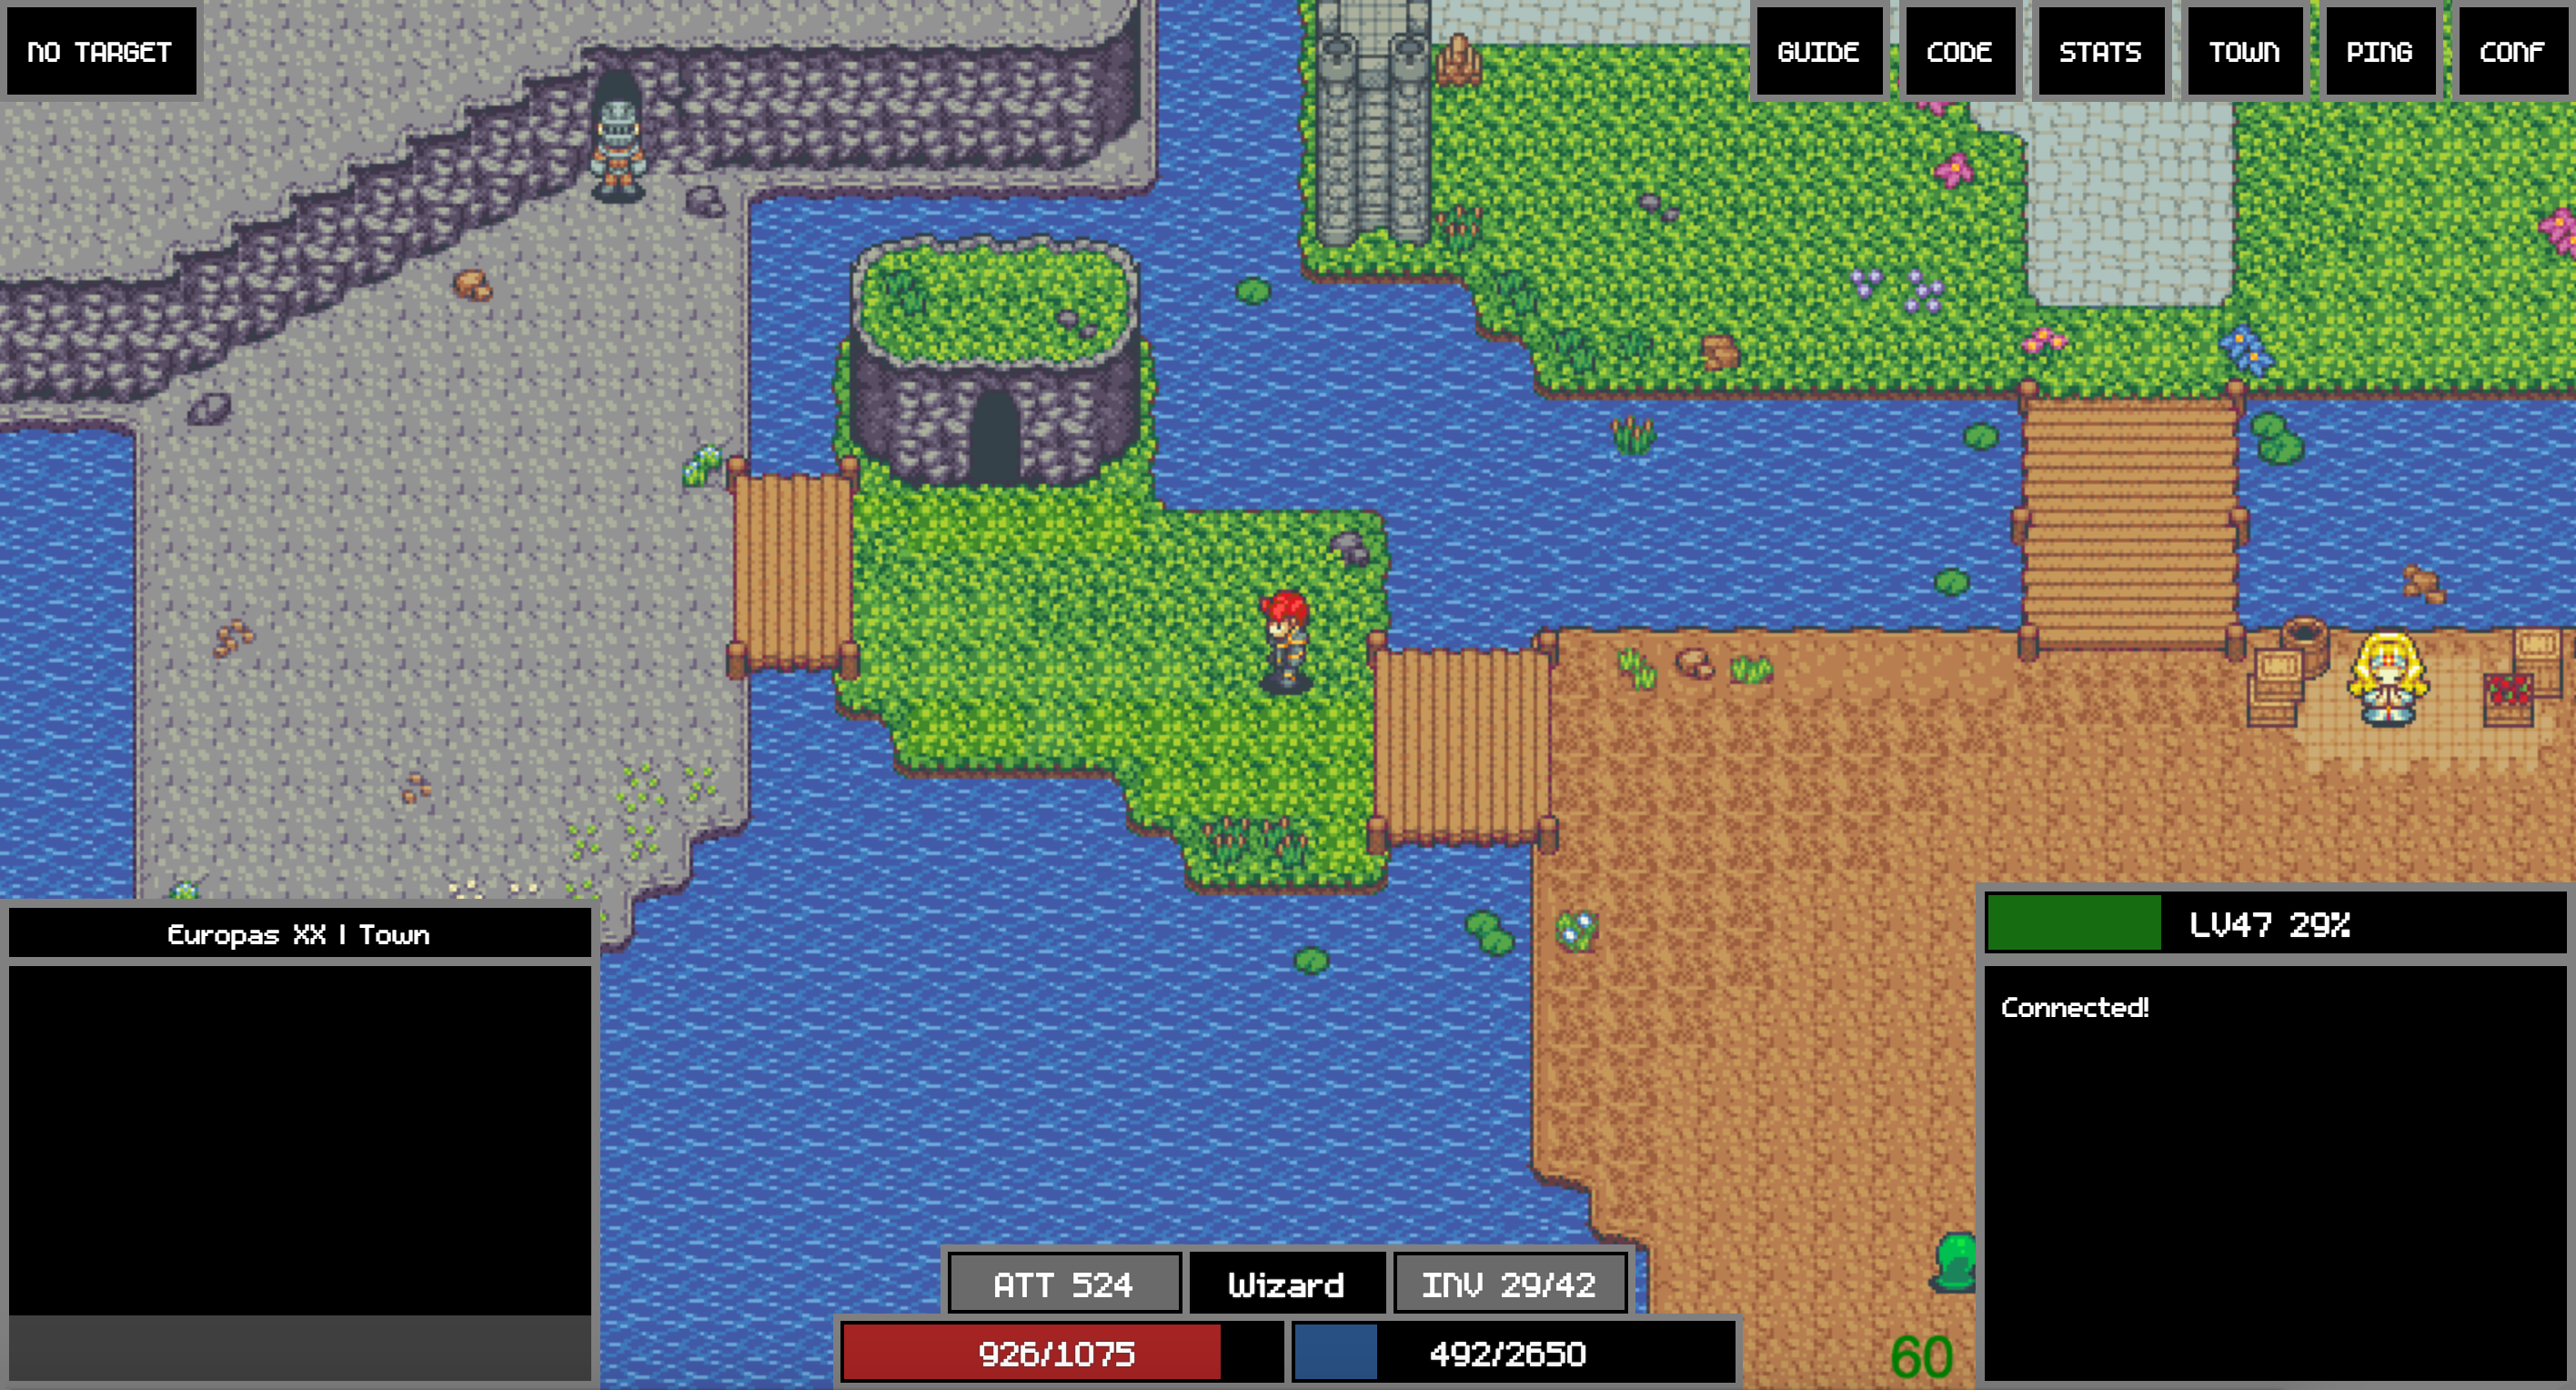 NO TARGET
GUIDE
CODE
STATS
TOWN
PING
CONF
Europas XX | Town
LV47 29%
Connected!
ATT 524
Wizard
INV 29/42
926/1075
492/2650
60